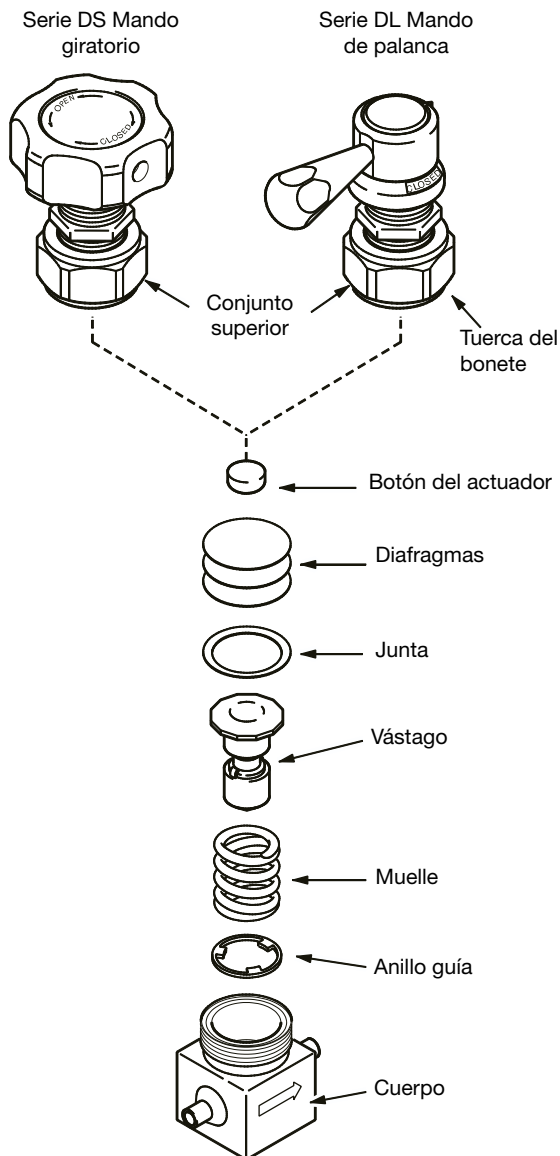 Serie DS Mando
giratorio
Serie DL Mando
de palanca
OPEN
CLOSED
CLOSED
Conjunto
superior
Tuerca del
bonete
Botón del actuador
Diafragmas
Junta
Vástago
Muelle
Anillo guía
Cuerpo